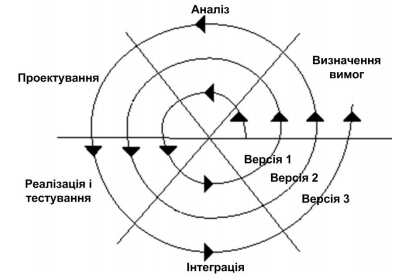 Аналіз
Визначення
вимог
Проектування
Версія 1
Версія 2
Версія 3
Реалізація і
тестування
Інтеграція